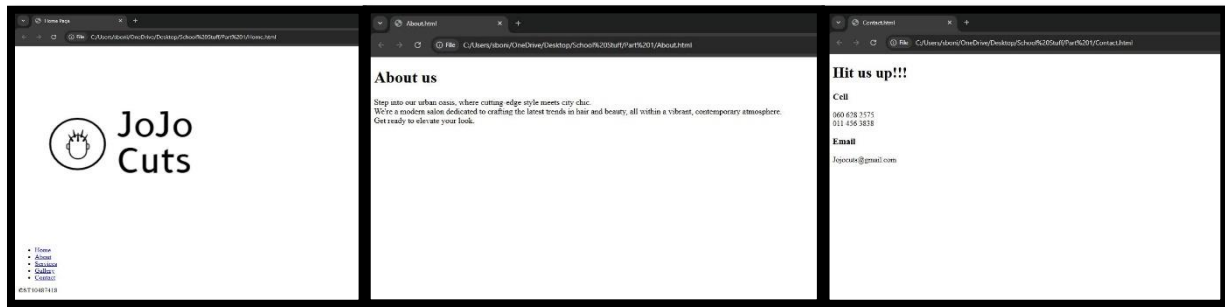 Home Page
File C:/Users/sboni/OneDrive/Desktop/School%20Stuff/Part%201/Home.html
JoJo
Cuts
Home
About
Services
Gallery
Contact
©ST10487418
About.html
File C:/Users/sboni/OneDrive/Desktop/School%20Stuff/Part%201/About.html
About us
Step into our urban oasis, where cutting-edge style meets city chic.
We're a modern salon dedicated to crafting the latest trends in hair and beauty, all within a vibrant, contemporary atmosphere.
Get ready to elevate your look.
Contact.html
File C:/Users/sboni/OneDrive/Desktop/School%20Stuff/Part%201/Contact.html
Hit us up!!!
Cell
060 628 2575
011 456 3838
Email
Jojocuts@gmail.com